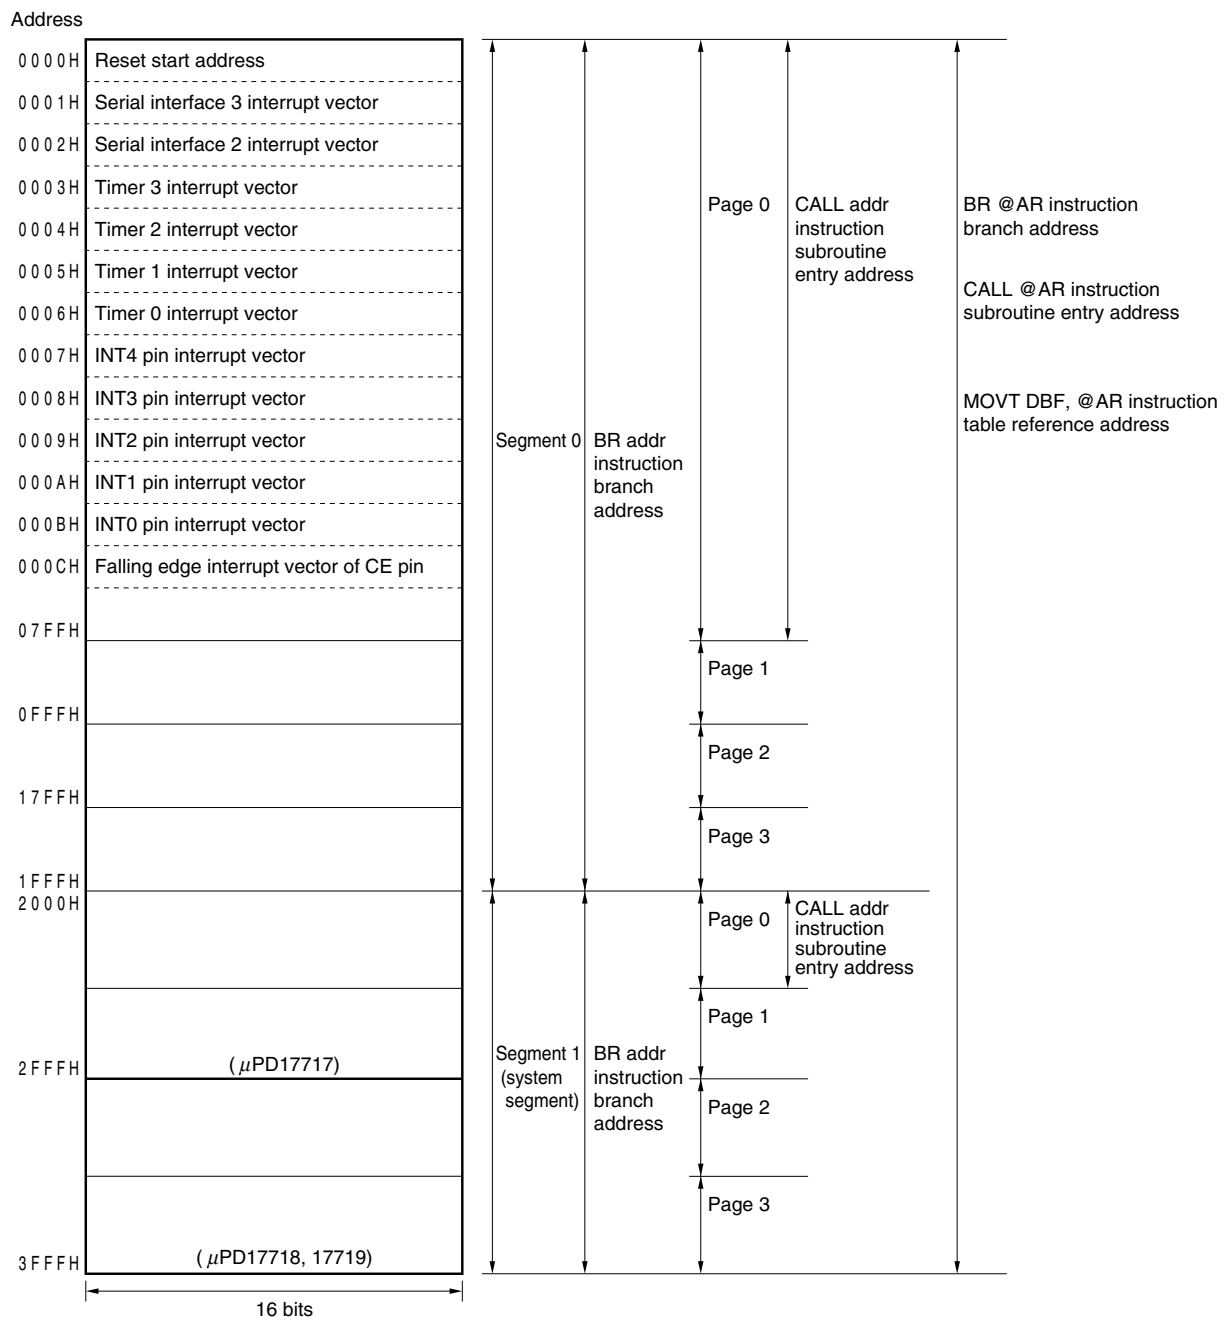 Address
0000H Reset start address
0001H Serial interface 3 interrupt vector
0002H Serial interface 2 interrupt vector
0003H Timer 3 interrupt vector
0004H Timer 2 interrupt vector
0005H Timer 1 interrupt vector
0006H Timer 0 interrupt vector
0007H INT4 pin interrupt vector
0008H INT3 pin interrupt vector
0009H INT2 pin interrupt vector
000AH INT1 pin interrupt vector
000BH INT0 pin interrupt vector
000CH Falling edge interrupt vector of CE pin
07FFH
0FFFH
17FFH
1FFFH
2000H
2FFFH (μPD17717)
3FFFH (μPD17718, 17719)
16 bits
Segment 0
BR addr
instruction
branch
address
Page 0
CALL addr
instruction
subroutine
entry address
Page 1
Page 2
Page 3
BR @AR instruction
branch address
CALL @AR instruction
subroutine entry address
MOVT DBF, @AR instruction
table reference address
Segment 1
(system
segment)
BR addr
instruction
branch
address
Page 0
CALL addr
instruction
subroutine
entry address
Page 1
Page 2
Page 3